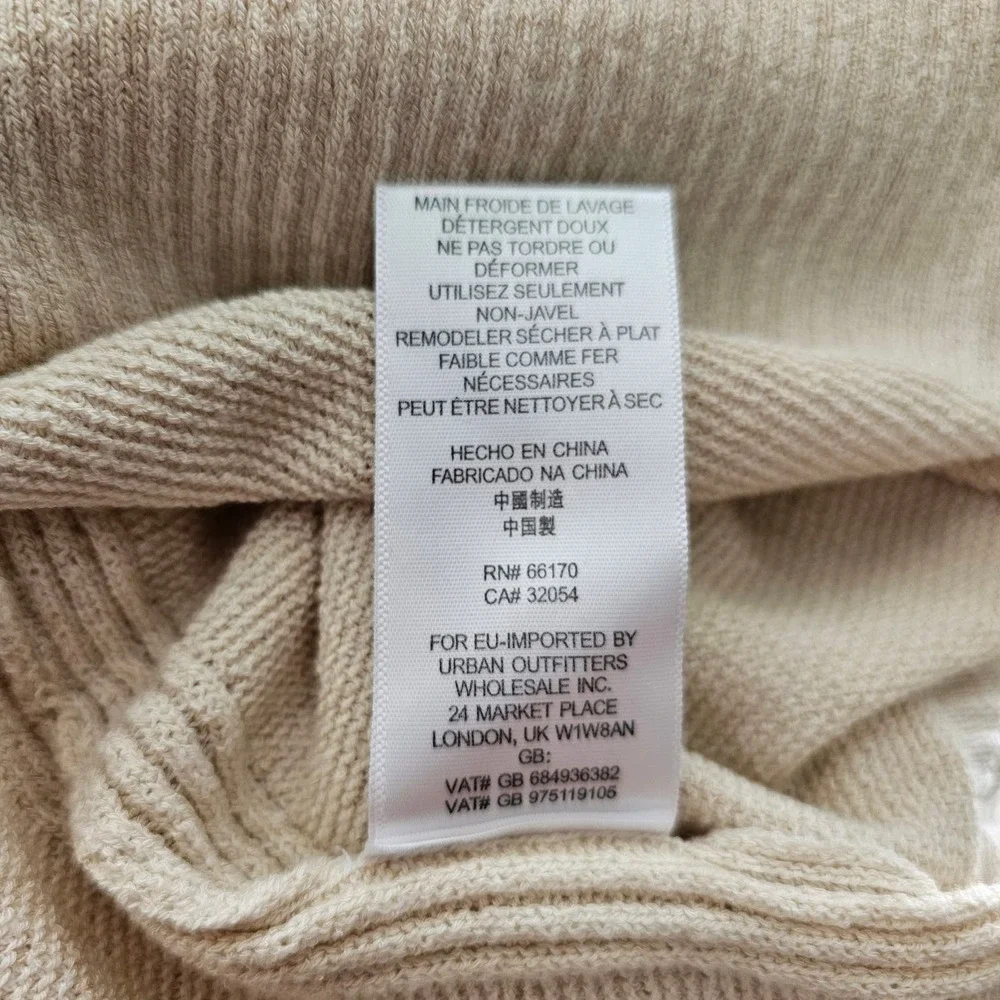 MAIN FROIDE DE LAVAGE
DÉTERGENT DOUX
NE PAS TORDRE OU
DÉFORMER
UTILISEZ SEULEMENT
NON-JAVEL
REMODELER SÉCHER À PLAT
FAIBLE COMME FER
NÉCESSAIRES
PEUT ÊTRE NETTOYER À SEC
HECHO EN CHINA
FABRICADO NA CHINA
中國制造
中国製
RN# 66170
CA# 32054
FOR EU-IMPORTED BY
URBAN OUTFITTERS
WHOLESALE INC.
24 MARKET PLACE
LONDON, UK W1W8AN
GB:
VAT# GB 684936382
VAT# GB 975119105